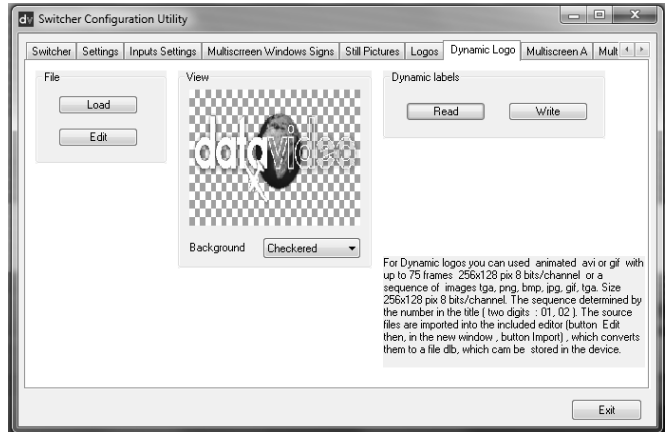 dv Switcher Configuration Utility
Switcher Settings Inputs Settings Multiscrreen Windows Signs Still Pictures Logos Dynamic Logo Multiscreen A Mult
File
Load
Edit
View
datavideo
Background Checkered
Dynamic labels
Read Write
For Dynamic logos you can used animated avi or gif with
up to 75 frames 256x128 pix 8 bits/channel or a
sequence of images tga, png, bmp, jpg, gif, tga. Size
256x128 pix 8 bits/channel. The sequence determined by
the number in the title ( two digits : 01, 02 ). The source
files are imported into the included editor (button Edit
then, in the new window , button Import) , which converts
them to a file dlb, which cam be stored in the device.
Exit